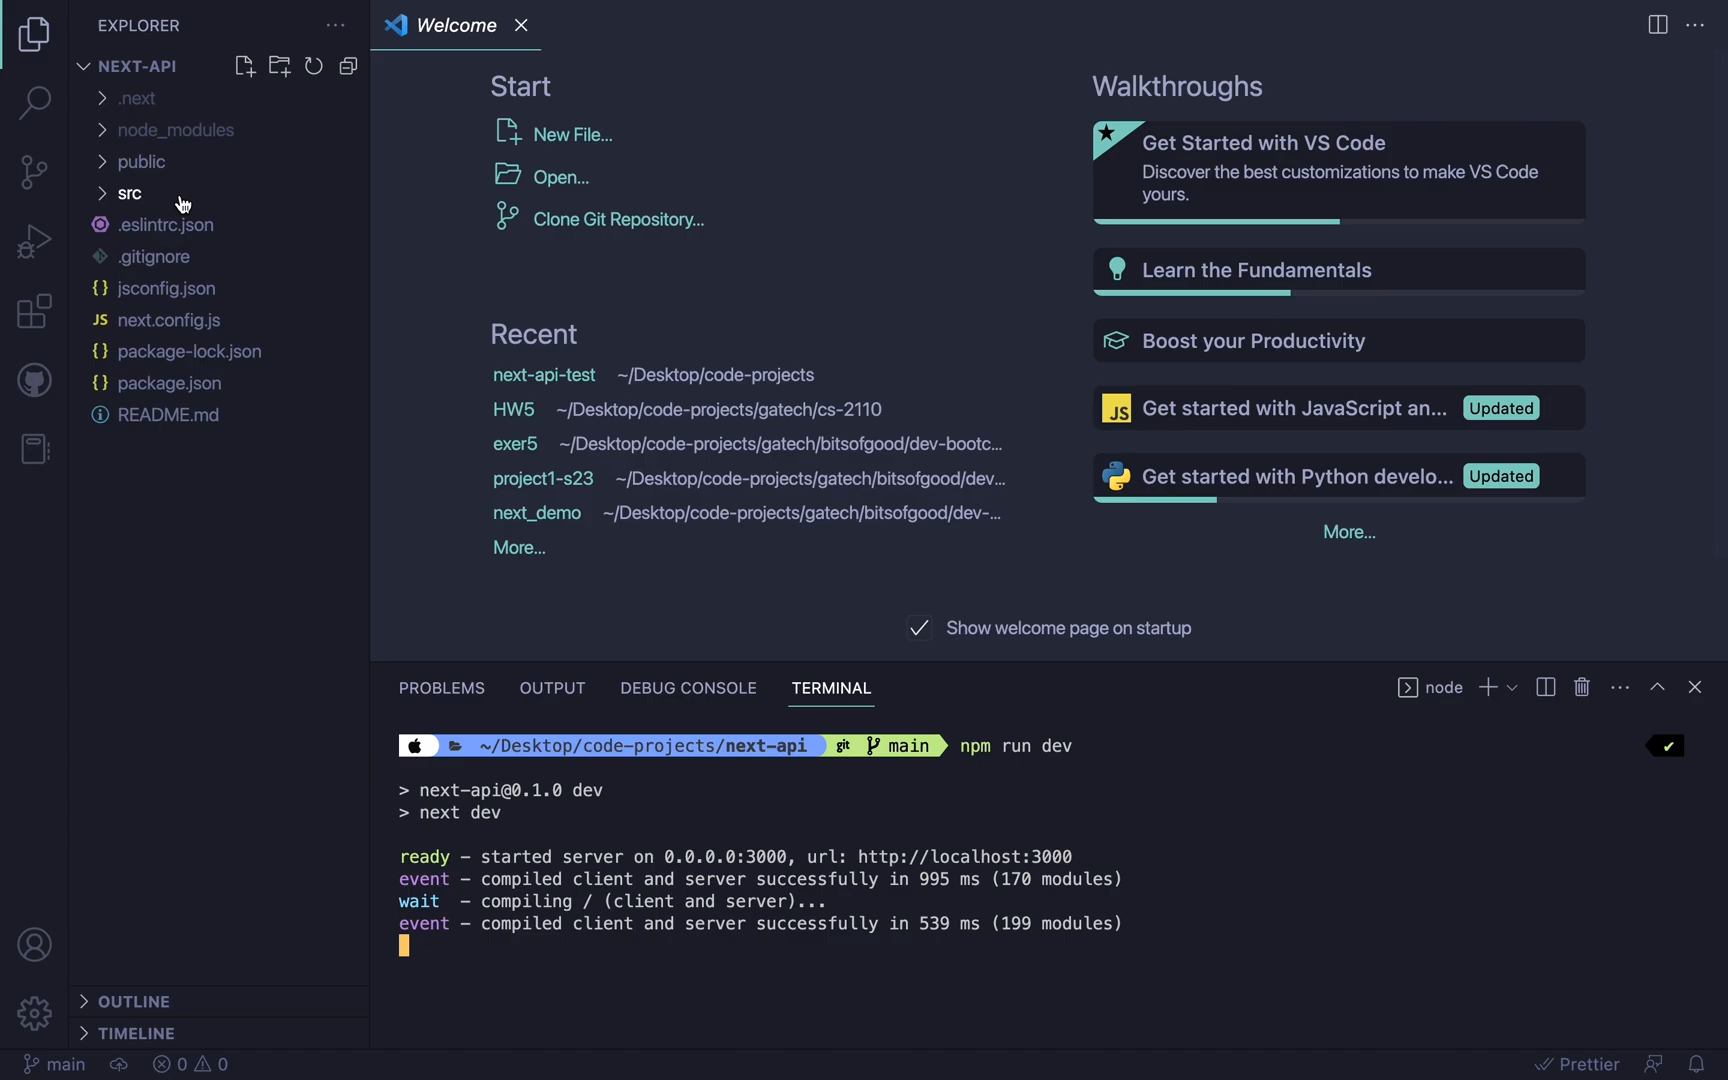 EXPLORER
NEXT-API
.next
node_modules
public
src
.eslintrc.json
.gitignore
{} jsconfig.json
JS next.config.js
{} package-lock.json
{} package.json
README.md
OUTLINE
TIMELINE
Welcome
Start
New File...
Open...
Clone Git Repository...
Recent
next-api-test ~/Desktop/code-projects
HW5 ~/Desktop/code-projects/gatech/cs-2110
exer5 ~/Desktop/code-projects/gatech/bitsofgood/dev-bootc...
project1-s23 ~/Desktop/code-projects/gatech/bitsofgood/dev...
next_demo ~/Desktop/code-projects/gatech/bitsofgood/dev-...
More...
Walkthroughs
Get Started with VS Code
Discover the best customizations to make VS Code
yours.
Learn the Fundamentals
Boost your Productivity
JS Get started with JavaScript an... Updated
Get started with Python develo... Updated
More...
Show welcome page on startup
PROBLEMS OUTPUT DEBUG CONSOLE TERMINAL
node
~/Desktop/code-projects/next-api git main npm run dev
> next-api@0.1.0 dev
> next dev
ready - started server on 0.0.0.0:3000, url: http://localhost:3000
event - compiled client and server successfully in 995 ms (170 modules)
wait - compiling / (client and server)...
event - compiled client and server successfully in 539 ms (199 modules)
main 0 0 Prettier